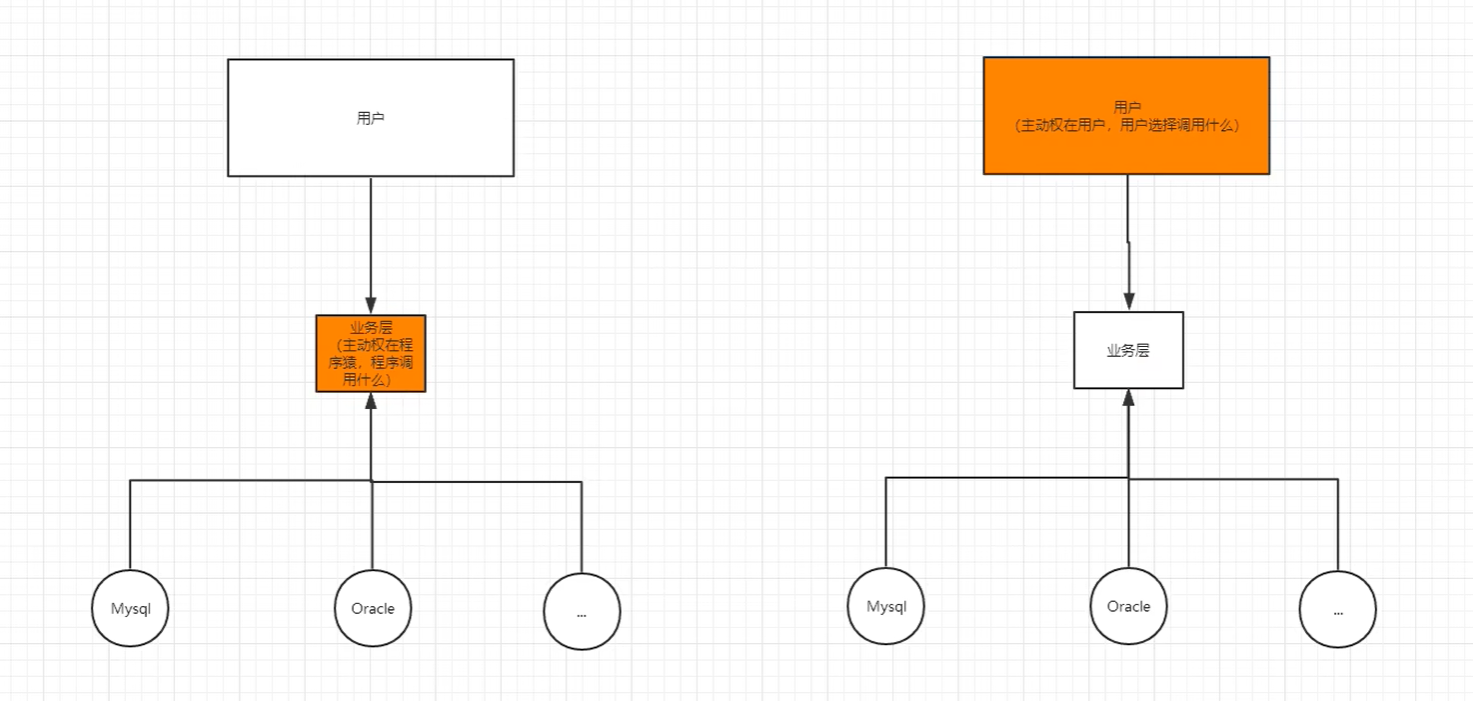 用户
用户
（主动权在用户，用户选择调用什么）
业务层
（主动权在程
序猿，程序调
用什么）
业务层
Mysql
Oracle
...
Mysql
Oracle
...